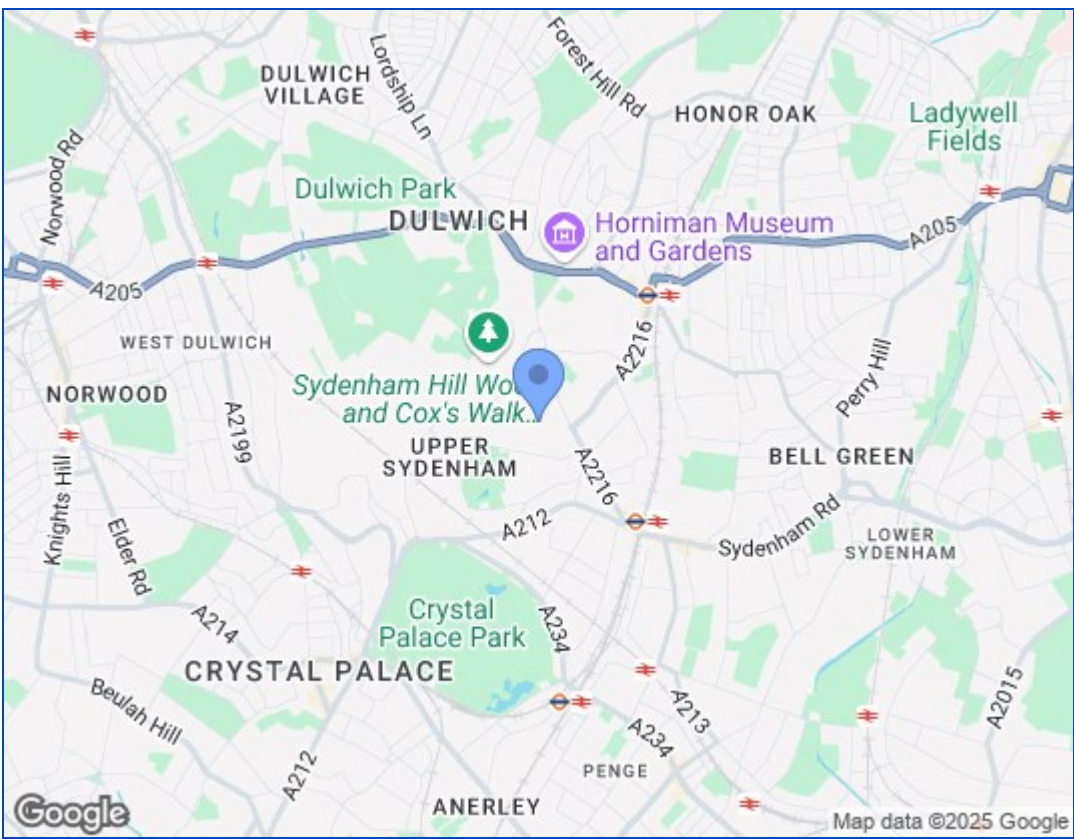 DULWICH
VILLAGE
Lordship Ln
Forest Hill Rd
HONOR OAK
Ladywell
Fields
Norwood Rd
Dulwich Park
DULWICH
Horniman Museum
and Gardens
A205
A205
WEST DULWICH
A2216
Perry Hill
Sydenham Hill Wo
and Cox's Walk...
NORWOOD
A2199
UPPER
SYDENHAM
A2216
BELL GREEN
Knights Hill
Elder Rd
A212
Sydenham Rd
LOWER
SYDENHAM
A214
Crystal
Palace Park
A234
CRYSTAL PALACE
Beulah Hill
A213
A2015
A234
A212
PENGE
ANERLEY
Google
Map data ©2025 Google